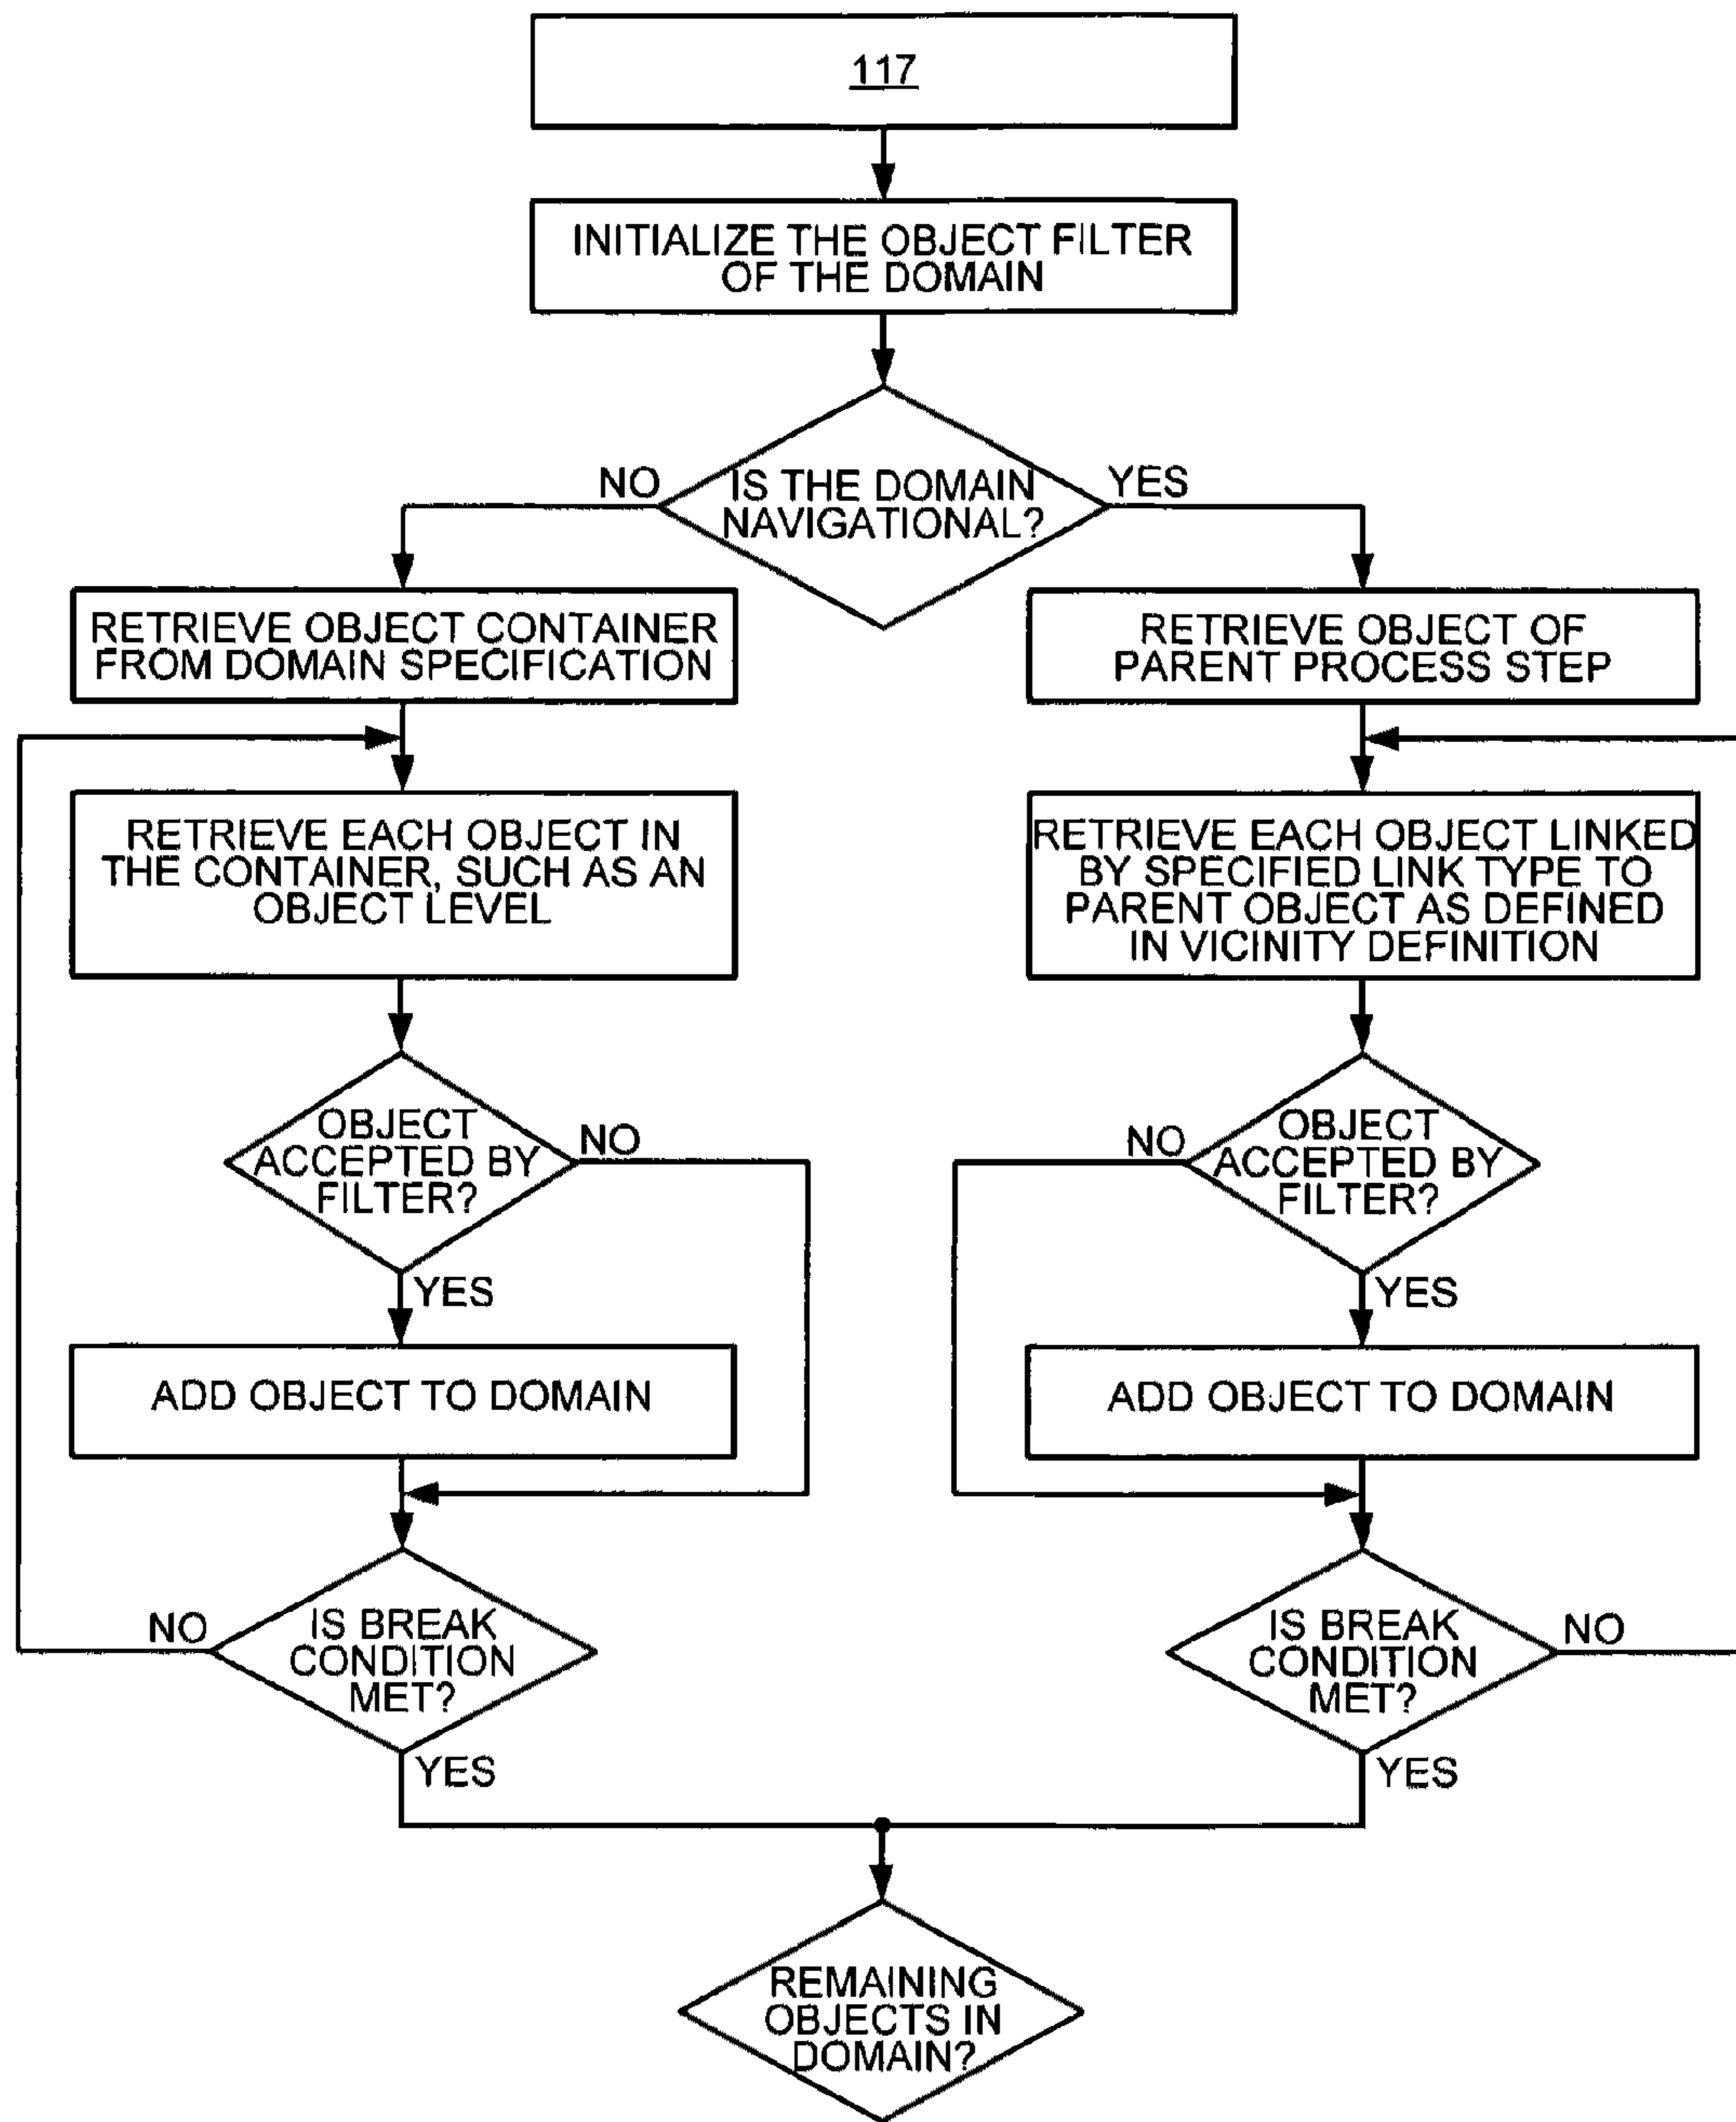 117
INITIALIZE THE OBJECT FILTER
OF THE DOMAIN
NO
IS THE DOMAIN
NAVIGATIONAL?
YES
RETRIEVE OBJECT CONTAINER
FROM DOMAIN SPECIFICATION
RETRIEVE OBJECT OF
PARENT PROCESS STEP
RETRIEVE EACH OBJECT IN
THE CONTAINER, SUCH AS AN
OBJECT LEVEL
RETRIEVE EACH OBJECT LINKED
BY SPECIFIED LINK TYPE TO
PARENT OBJECT AS DEFINED
IN VICINITY DEFINITION
OBJECT
ACCEPTED BY
FILTER?
NO
YES
NO
OBJECT
ACCEPTED BY
FILTER?
YES
ADD OBJECT TO DOMAIN
ADD OBJECT TO DOMAIN
NO
IS BREAK
CONDITION
MET?
YES
IS BREAK
CONDITION
MET?
NO
YES
REMAINING
OBJECTS IN
DOMAIN?